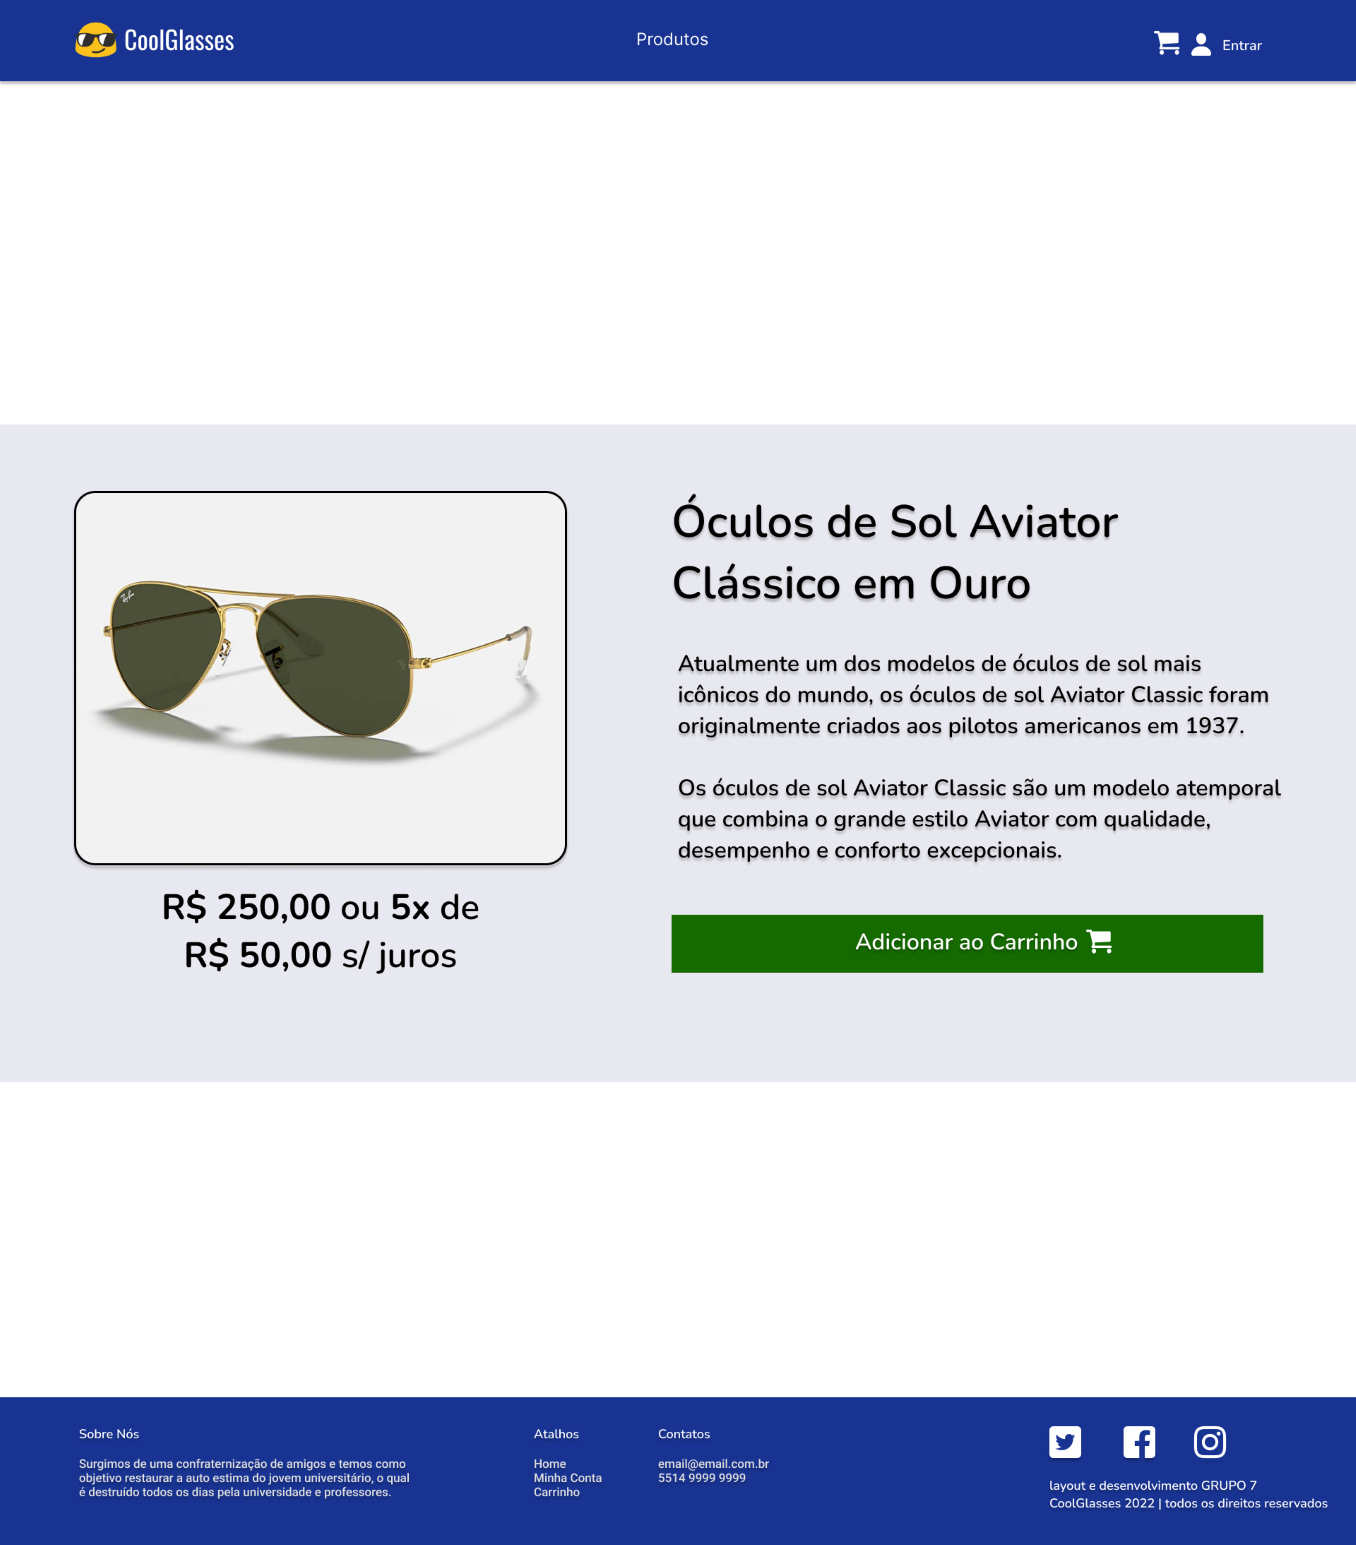 CoolGlasses
Produtos
Entrar
Ray-Ban
Óculos de Sol Aviator
Clássico em Ouro
Atualmente um dos modelos de óculos de sol mais
icônicos do mundo, os óculos de sol Aviator Classic foram
originalmente criados aos pilotos americanos em 1937.
Os óculos de sol Aviator Classic são um modelo atemporal
que combina o grande estilo Aviator com qualidade,
desempenho e conforto excepcionais.
R$ 250,00 ou 5x de
R$ 50,00 s/ juros
Adicionar ao Carrinho
Sobre Nós
Surgimos de uma confraternização de amigos e temos como
objetivo restaurar a auto estima do jovem universitário, o qual
é destruído todos os dias pela universidade e professores.
Atalhos
Home
Minha Conta
Carrinho
Contatos
email@email.com.br
5514 9999 9999
layout e desenvolvimento GRUPO 7
CoolGlasses 2022 | todos os direitos reservados